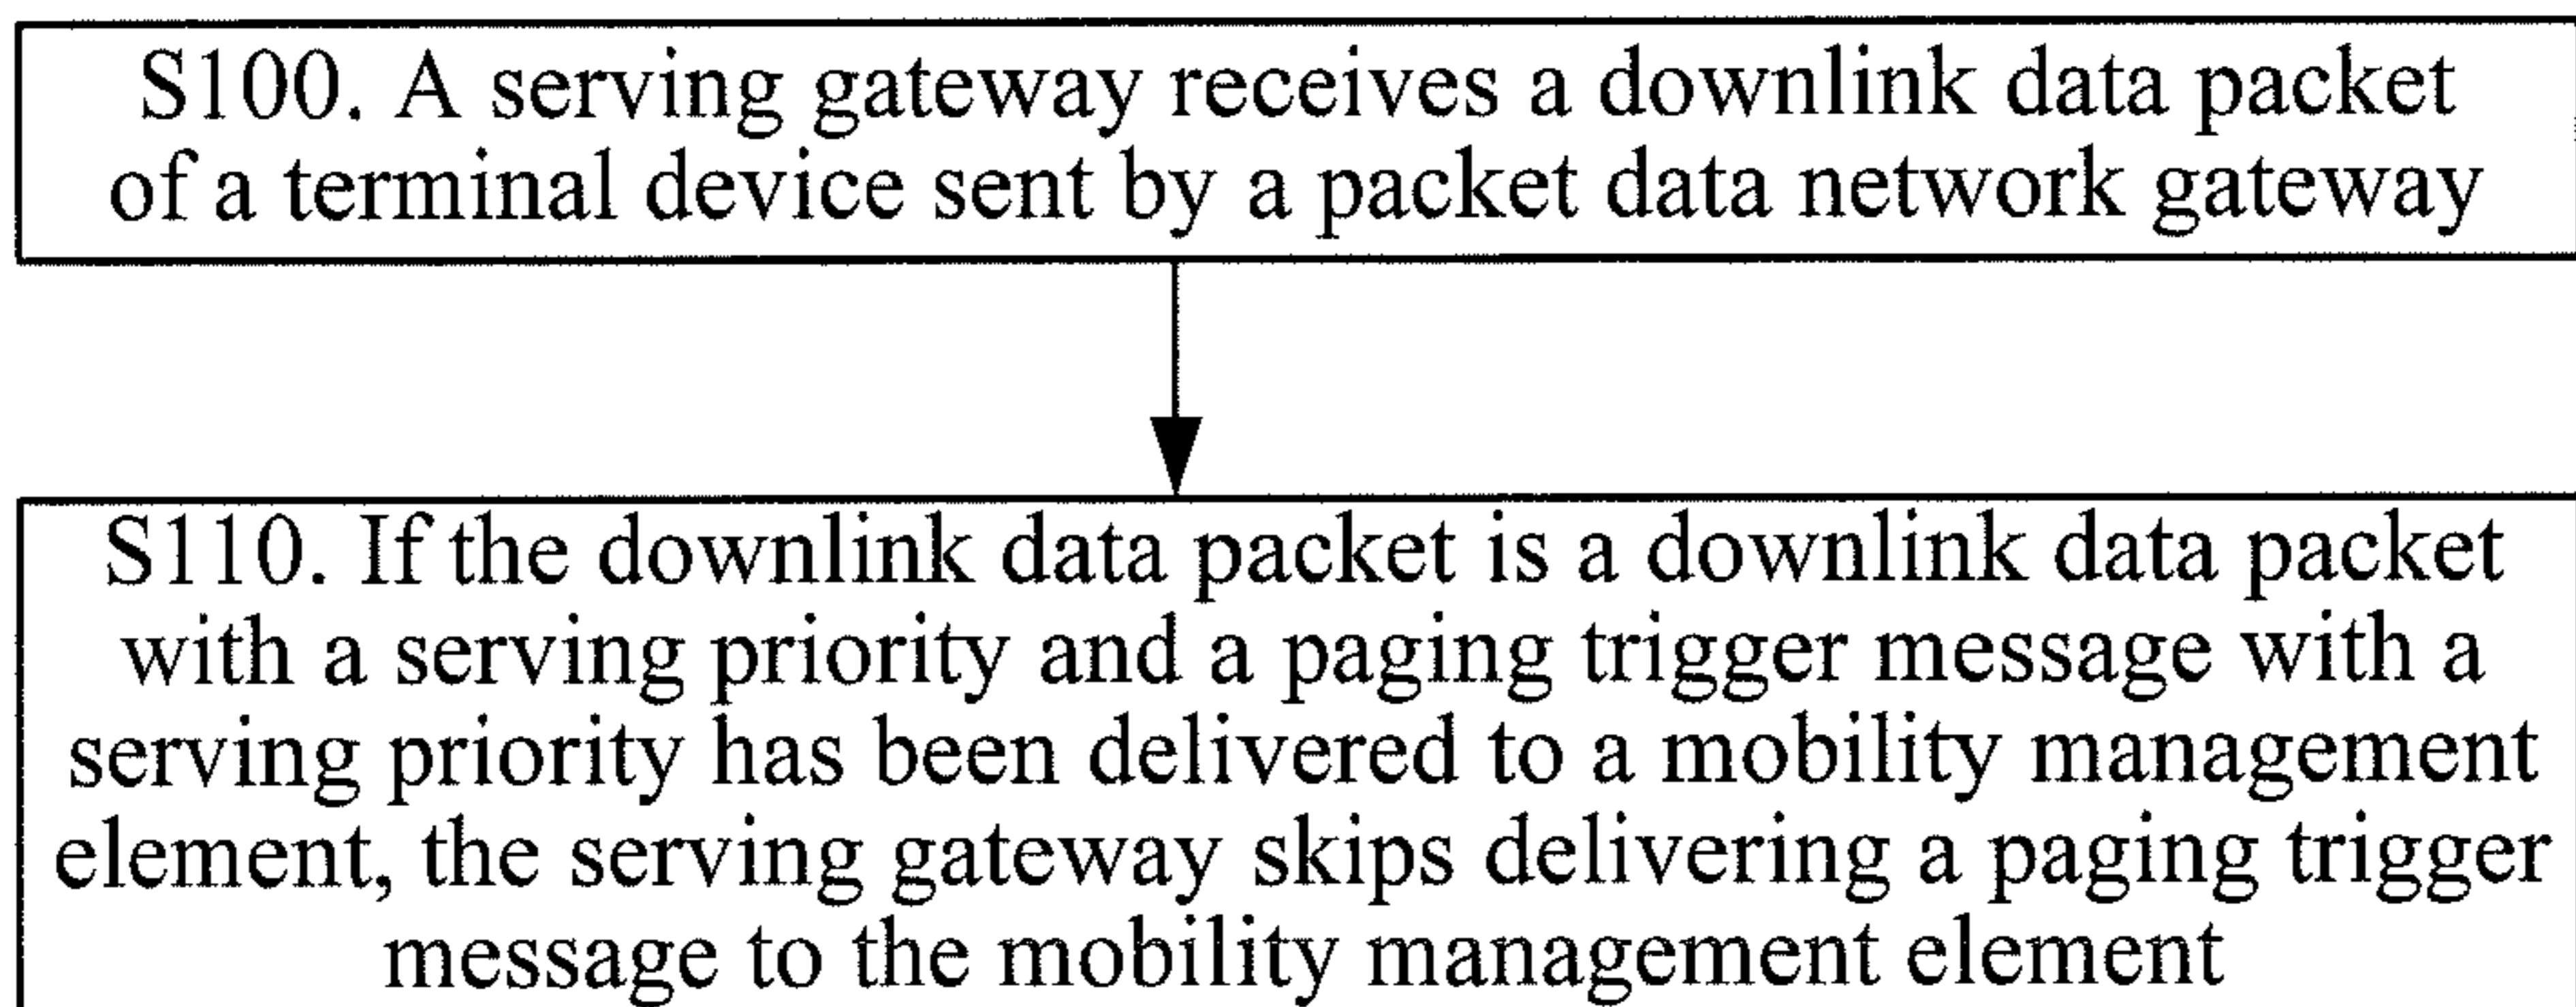 S100. A serving gateway receives a downlink data packet
of a terminal device sent by a packet data network gateway
S110. If the downlink data packet is a downlink data packet
with a serving priority and a paging trigger message with a
serving priority has been delivered to a mobility management
element, the serving gateway skips delivering a paging trigger
message to the mobility management element